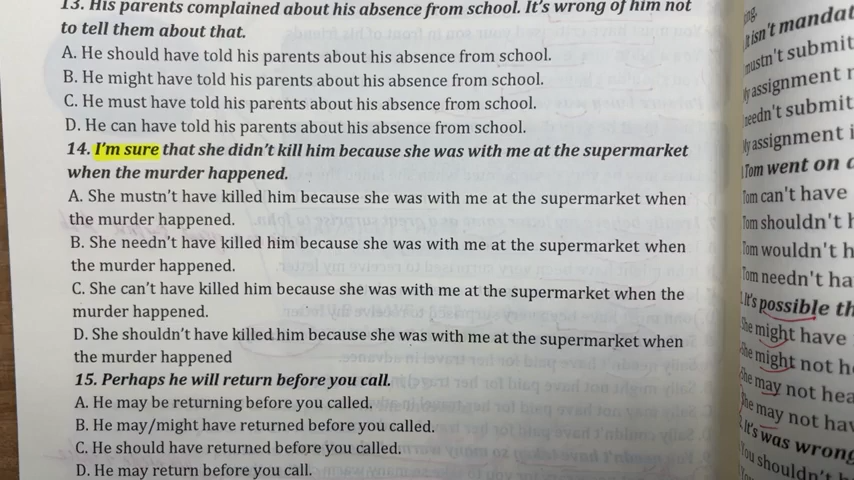 13. His parents complained about his absence from school. It's wrong of him not
to tell them about that.
A. He should have told his parents about his absence from school.
B. He might have told his parents about his absence from school.
C. He must have told his parents about his absence from school.
D. He can have told his parents about his absence from school.
14. I'm sure that she didn't kill him because she was with me at the supermarket
when the murder happened.
A. She mustn't have killed him because she was with me at the supermarket when
the murder happened.
B. She needn't have killed him because she was with me at the supermarket when
the murder happened.
C. She can't have killed him because she was with me at the supermarket when the
murder happened.
D. She shouldn't have killed him because she was with me at the supermarket when
the murder happened
15. Perhaps he will return before you call.
A. He may be returning before you called.
B. He may/might have returned before you called.
C. He should have returned before you called.
D. He may return before you call.
It isn't
mustn't submit
My assignment
needn't submit
My assignment
Tom went on
Tom can't have
Tom shouldn't
Tom wouldn't
Tom needn't
It's possible
She might have
She might not
She may not
She may not
It's was wrong
You shouldn't